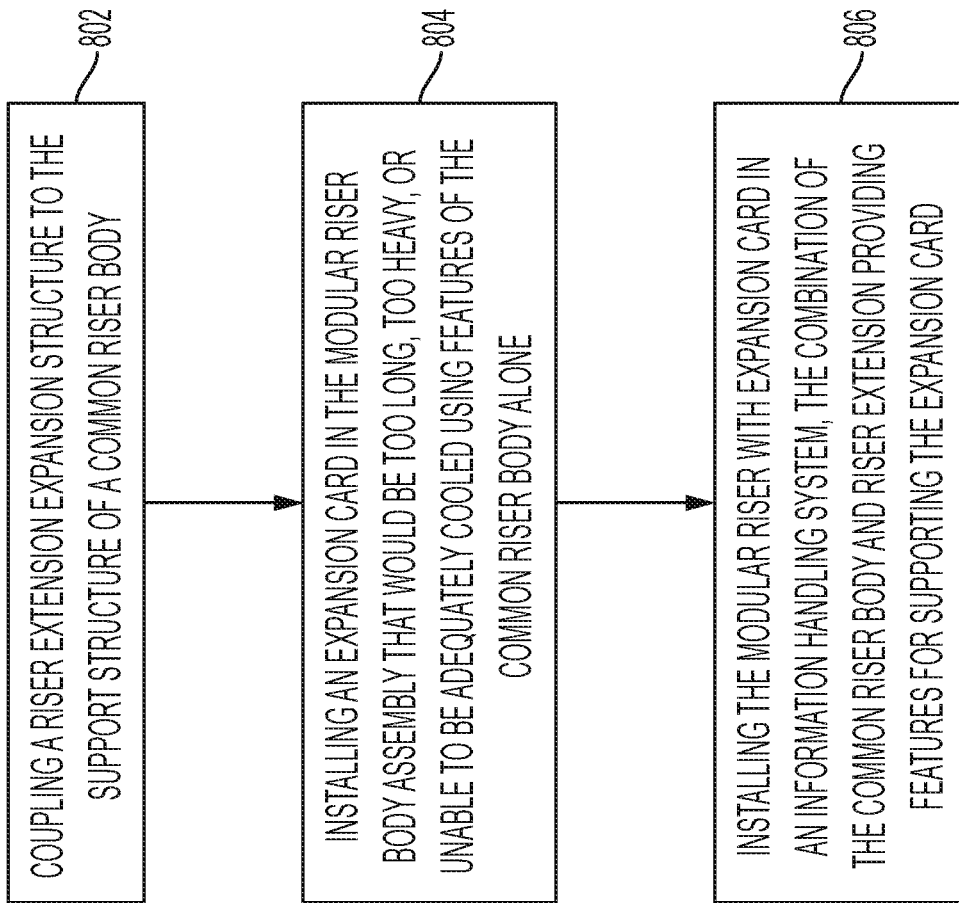 COUPLING A RISER EXTENSION EXPANSION STRUCTURE TO THE
SUPPORT STRUCTURE OF A COMMON RISER BODY
802
INSTALLING AN EXPANSION CARD IN THE MODULAR RISER
BODY ASSEMBLY THAT WOULD BE TOO LONG, TOO HEAVY, OR
UNABLE TO BE ADEQUATELY COOLED USING FEATURES OF THE
COMMON RISER BODY ALONE
804
INSTALLING THE MODULAR RISER WITH EXPANSION CARD IN
AN INFORMATION HANDLING SYSTEM, THE COMBINATION OF
THE COMMON RISER BODY AND RISER EXTENSION PROVIDING
FEATURES FOR SUPPORTING THE EXPANSION CARD
806